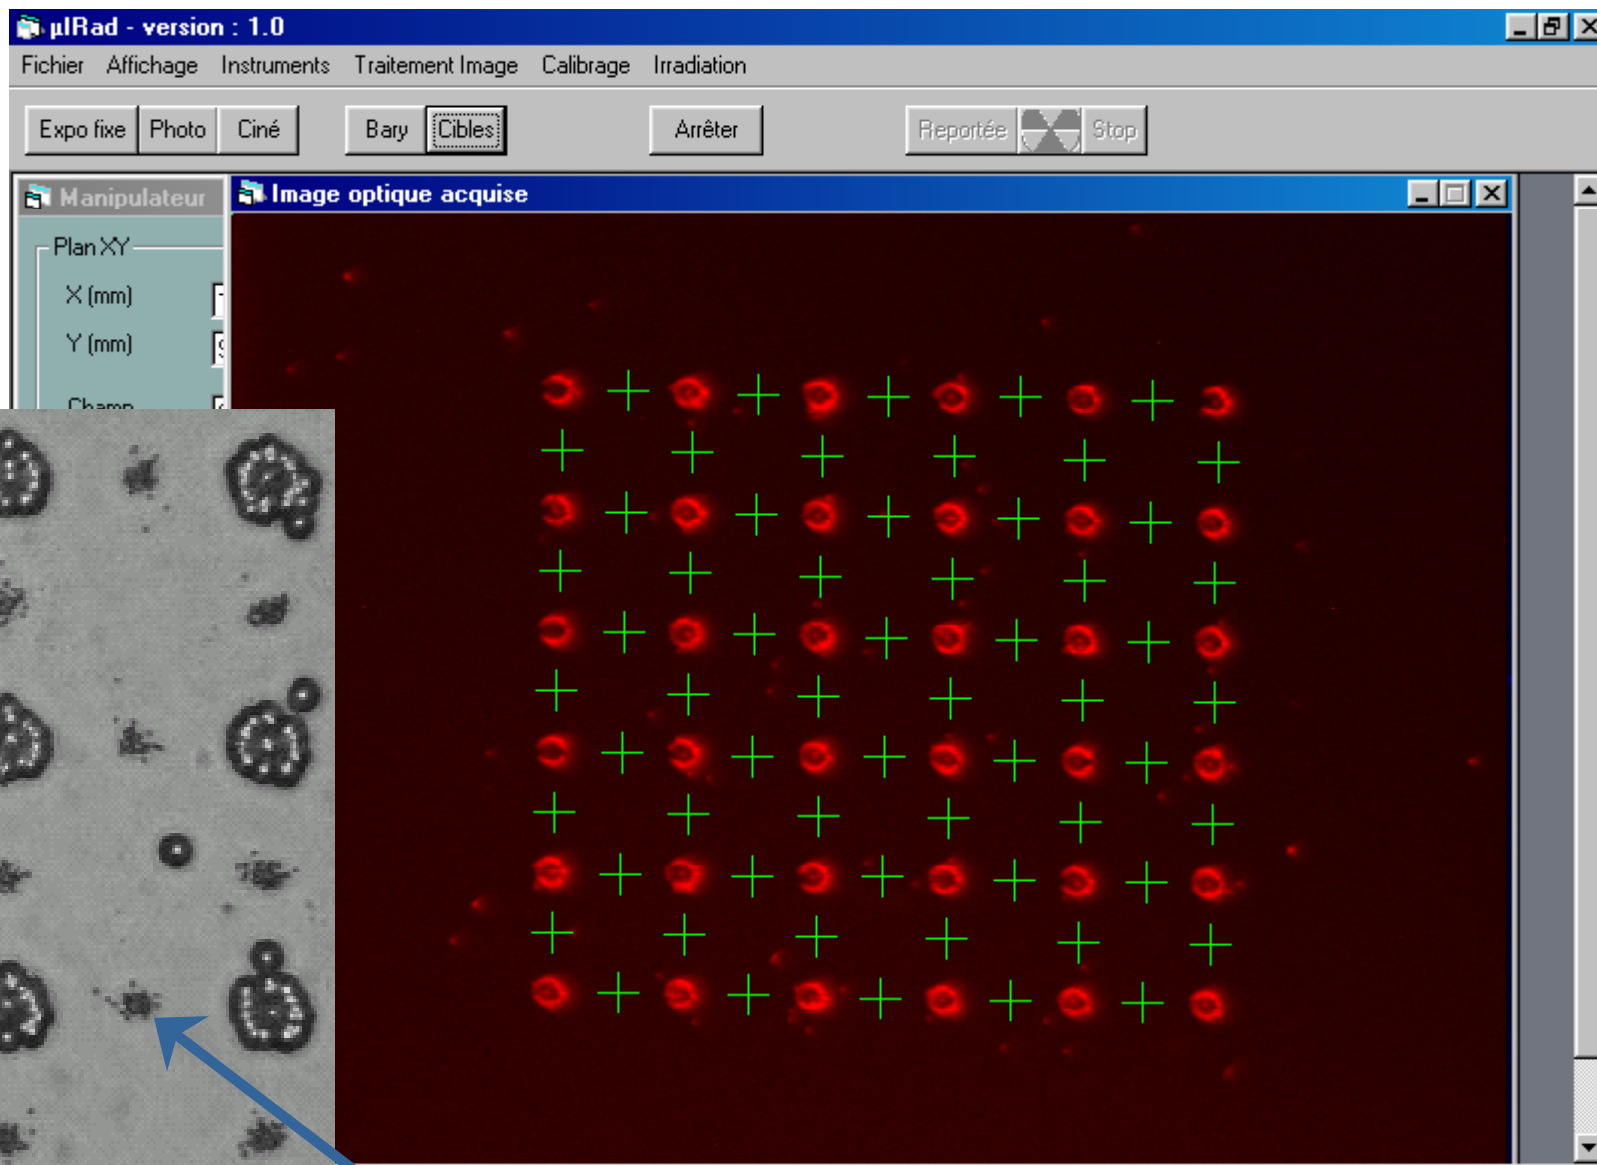 µIRad - version : 1.0
Fichier Affichage Instruments Traitement Image Calibrage Irradiation
Expo fixe Photo Ciné Bary Cibles Arrêter Reportée Stop
Manipulateur
Image optique acquise
Plan XY
X (mm)
Y (mm)
Champ